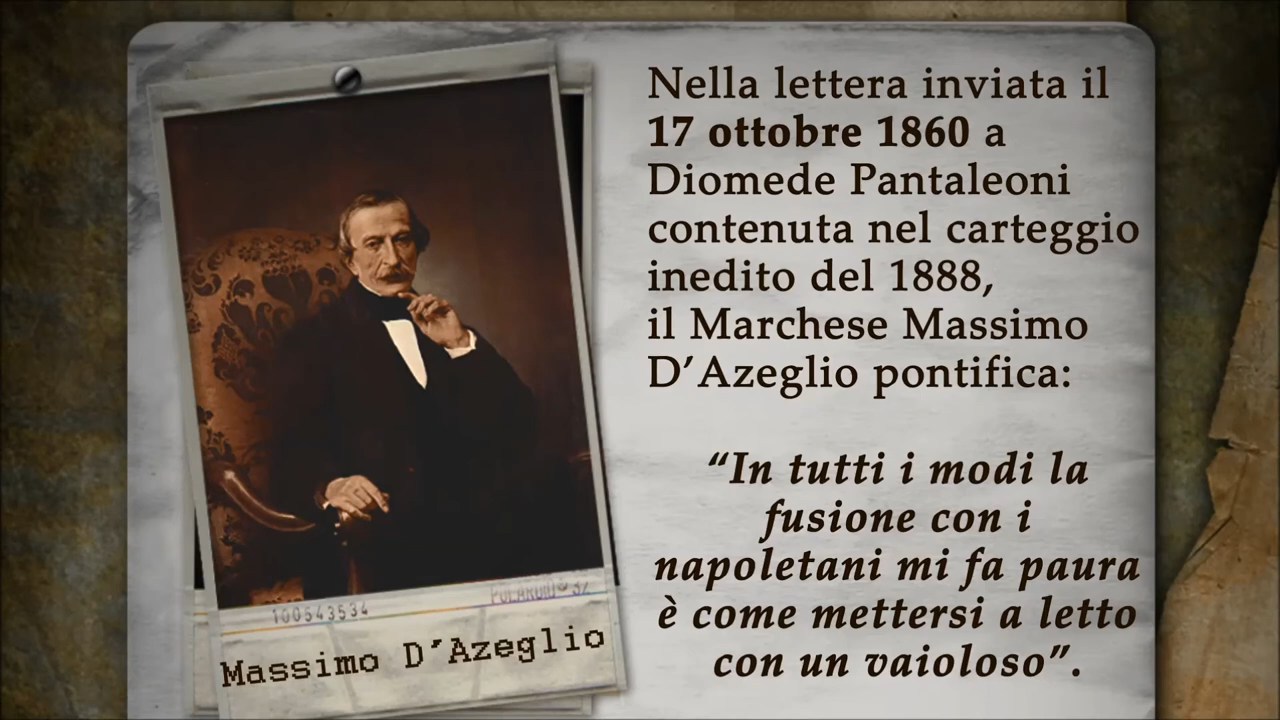 Nella lettera inviata il
17 ottobre 1860 a
Diomede Pantaleoni
contenuta nel carteggio
inedito del 1888,
il Marchese Massimo
D’Azeglio pontifica:
“In tutti i modi la
fusione con i
napoletani mi fa paura
è come mettersi a letto
con un vaioloso”.
100543534
Massimo D’Azeglio